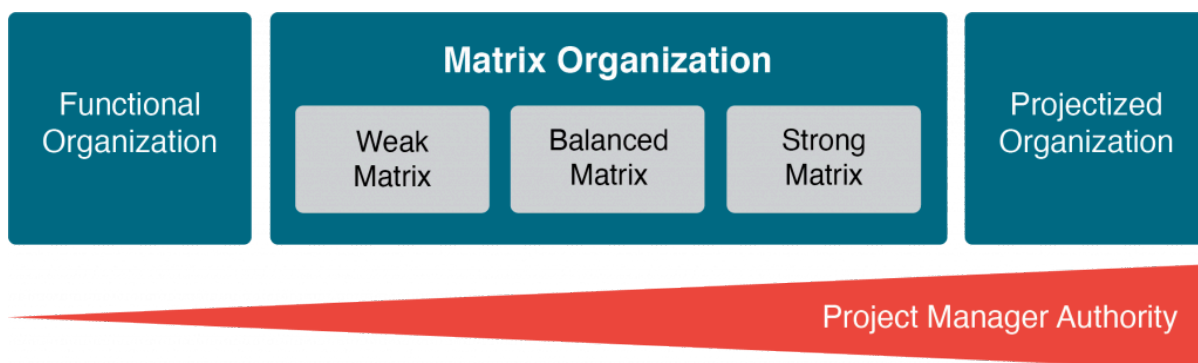 Functional
Organization
Matrix Organization
Weak
Matrix
Balanced
Matrix
Strong
Matrix
Projectized
Organization
Project Manager Authority